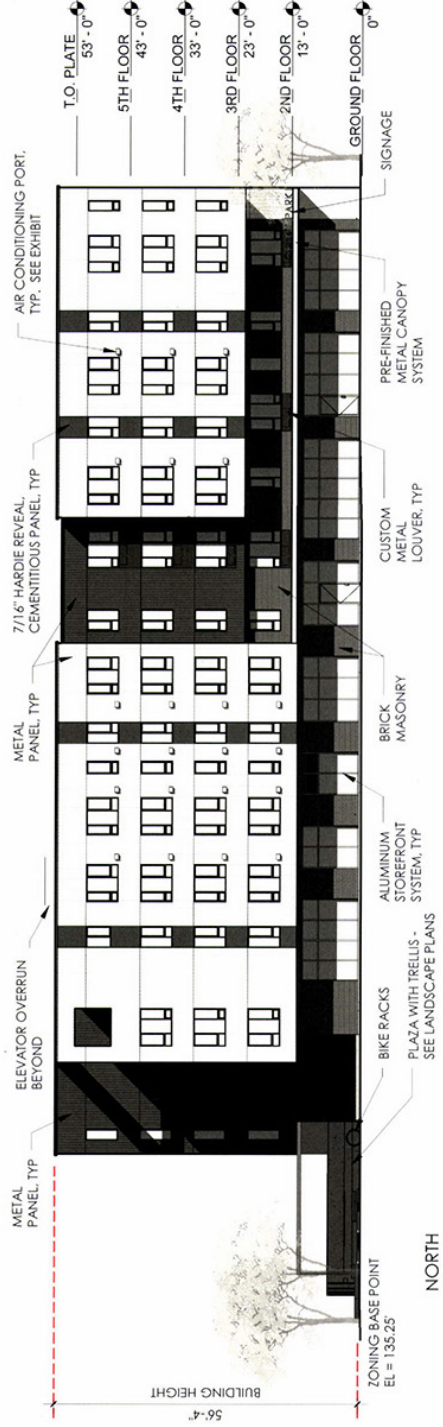 METAL
PANEL, TYP
ELEVATOR OVERRUN
BEYOND
METAL
PANEL, TYP
7/16" HARDIE REVEAL,
CEMENTITIOUS PANEL, TYP
AIR CONDITIONING PORT,
TYP. SEE EXHIBIT
T.O. PLATE
53' - 0"
5TH FLOOR
43' - 0"
4TH FLOOR
33' - 0"
3RD FLOOR
23' - 0"
2ND FLOOR
13' - 0"
GROUND FLOOR
0"
56'-4"
BUILDING HEIGHT
PARK
ZONING BASE POINT
EL = 135.25'
BIKE RACKS
PLAZA WITH TRELLIS -
SEE LANDSCAPE PLANS
ALUMINUM
STOREFRONT
SYSTEM, TYP
BRICK
MASONRY
CUSTOM
METAL
LOUVER, TYP
PRE-FINISHED
METAL CANOPY
SYSTEM
SIGNAGE
NORTH